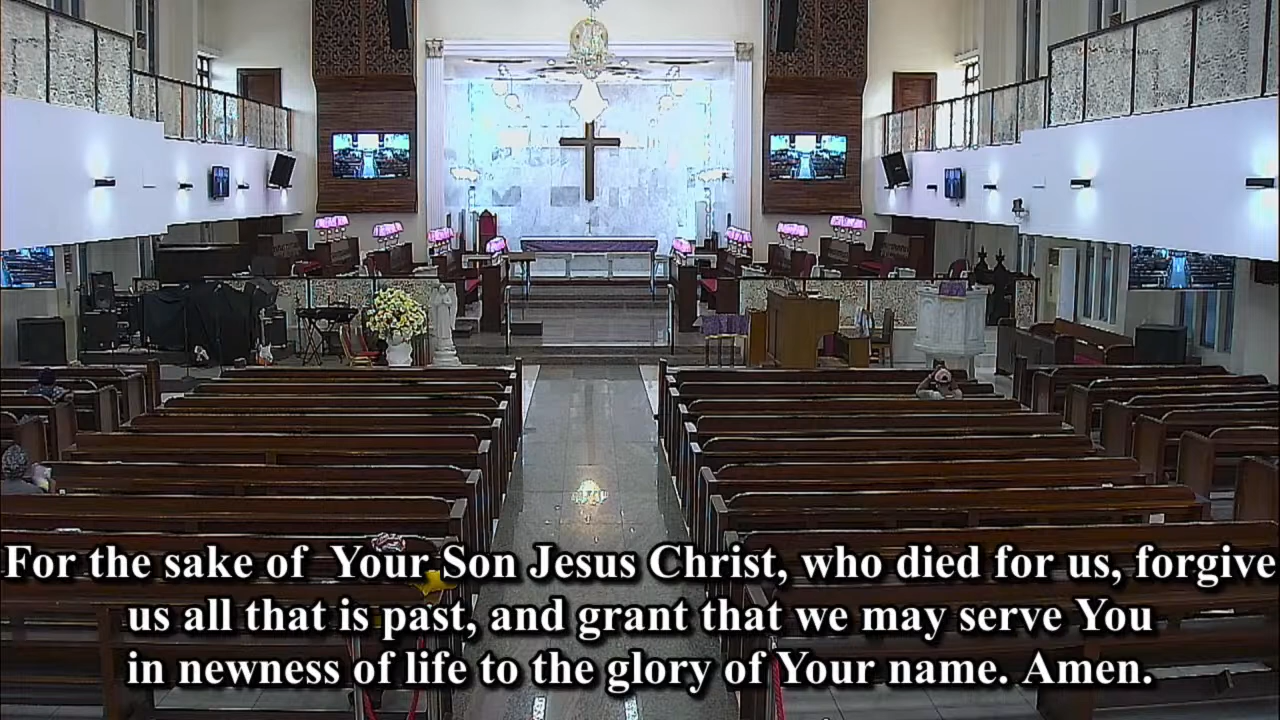 For the sake of Your Son Jesus Christ, who died for us, forgive
us all that is past, and grant that we may serve You
in newness of life to the glory of Your name. Amen.